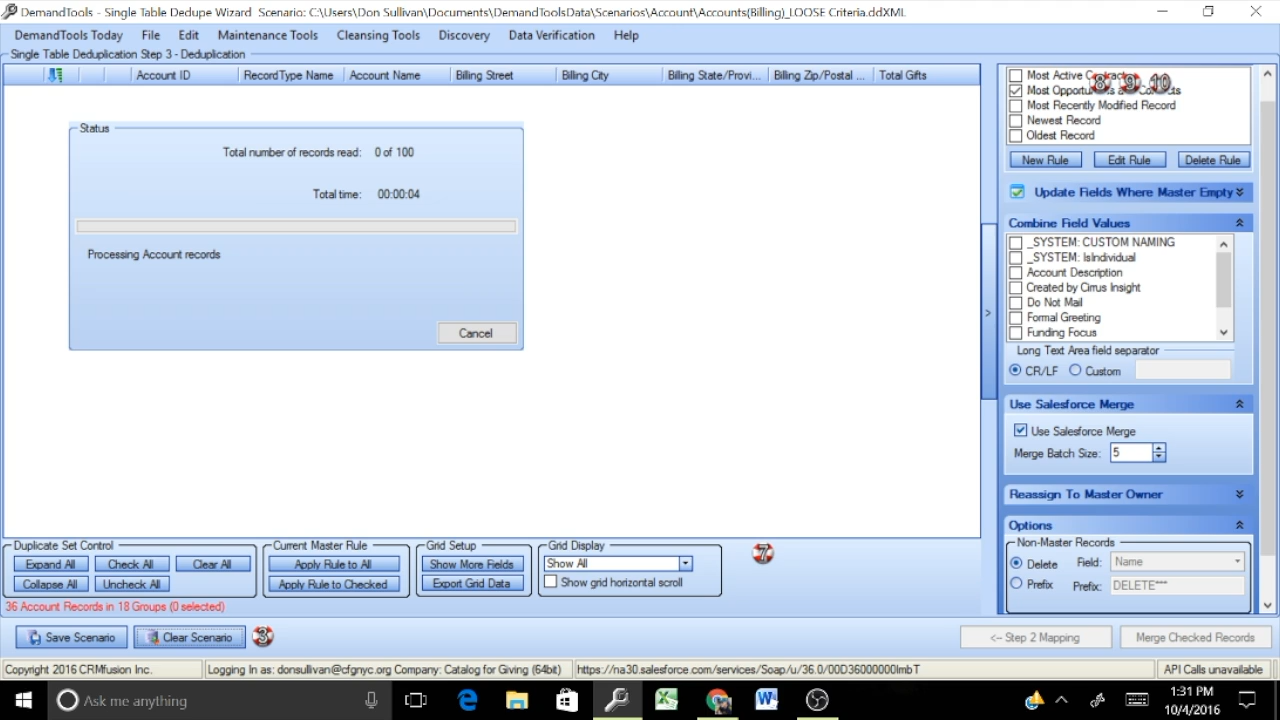 DemandTools - Single Table Dedupe Wizard Scenario: C:\Users\Don Sullivan\Documents\DemandToolsData\Scenarios\Account\Accounts(Billing)_LOOSE Criteria.ddXML
DemandTools Today File Edit Maintenance Tools Cleansing Tools Discovery Data Verification Help
Single Table Deduplication Step 3 - Deduplication
Account ID RecordType Name Account Name Billing Street Billing City Billing State/Provi... Billing Zip/Postal ... Total Gifts
Status
Total number of records read: 0 of 100
Total time: 00:00:04
Processing Account records
Cancel
Most Active
8 9 10
Most
Most Recently Modified Record
Newest Record
Oldest Record
New Rule Edit Rule Delete Rule
Update Fields Where Master Empty
Combine Field Values
_SYSTEM: CUSTOM NAMING
_SYSTEM: IsIndividual
Account Description
Created by Cirrus Insight
Do Not Mail
Formal Greeting
Funding Focus
Long Text Area field separator
CR/LF Custom
Use Salesforce Merge
Use Salesforce Merge
Merge Batch Size: 5
Reassign To Master Owner
Options
Non-Master Records
Delete Field: Name
Prefix Prefix: DELETE***
>
Duplicate Set Control
Expand All Check All Clear All
Collapse All Uncheck All
Current Master Rule
Apply Rule to All
Apply Rule to Checked
Grid Setup
Show More Fields
Export Grid Data
Grid Display
Show All
Show grid horizontal scroll
7
36 Account Records in 18 Groups (0 selected)
Save Scenario Clear Scenario 3 <-- Step 2 Mapping Merge Checked Records
Copyright 2016 CRMfusion Inc. Logging In as: donsullivan@cfgnyc.org Company: Catalog for Giving (64bit) https://na30.salesforce.com/services/Soap/u/36.0/00D36000000ImbT API Calls unavailable
Ask me anything
1:31 PM
10/4/2016